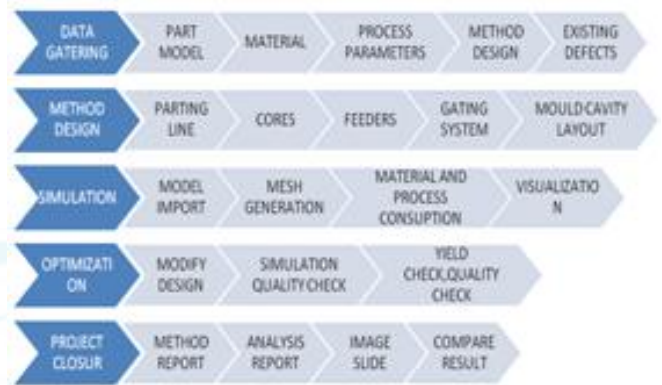 DATA
GATERING
PART
MODEL
MATERIAL
PROCESS
PARAMETERS
METHOD
DESIGN
EXISTING
DEFECTS
METHOD
DESIGN
PARTING
LINE
CORES
FEEDERS
GATING
SYSTEM
MOULD CAVITY
LAYOUT
SIMULATION
MODEL
IMPORT
MESH
GENERATION
MATERIAL AND
PROCESS
CONSUPTION
VISUALIZATIO
N
OPTIMIZATI
ON
MODIFY
DESIGN
SIMULATION
QUALITY CHECK
YIELD
CHECK,QUALITY
CHECK
PROJECT
CLOSUR
METHOD
REPORT
ANALYSIS
REPORT
IMAGE
SLIDE
COMPARE
RESULT